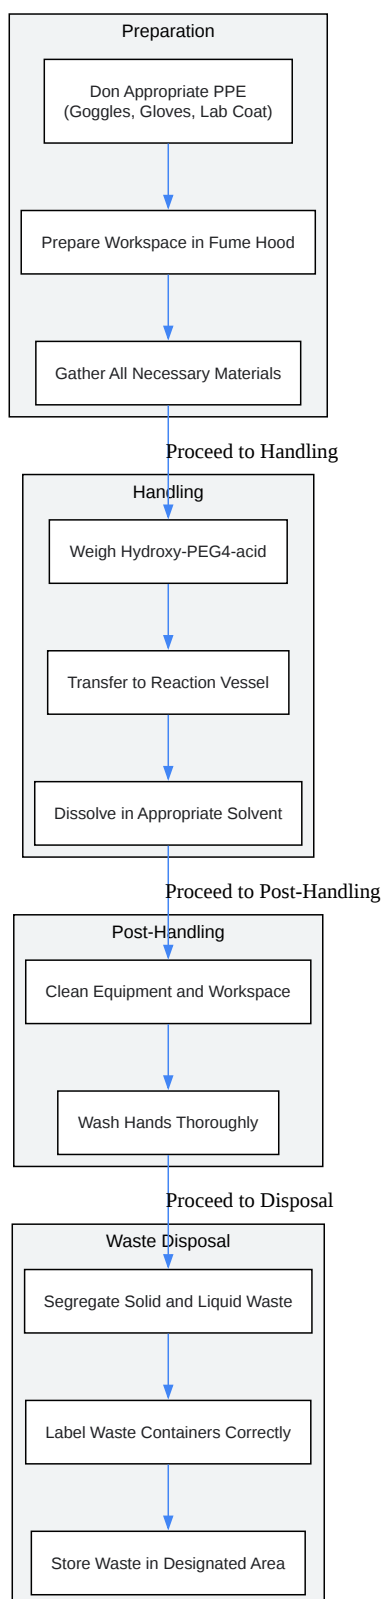 Preparation
Don Appropriate PPE
(Goggles, Gloves, Lab Coat)
Prepare Workspace in Fume Hood
Gather All Necessary Materials
Proceed to Handling
Handling
Weigh Hydroxy-PEG4-acid
Transfer to Reaction Vessel
Dissolve in Appropriate Solvent
Proceed to Post-Handling
Post-Handling
Clean Equipment and Workspace
Wash Hands Thoroughly
Proceed to Disposal
Waste Disposal
Segregate Solid and Liquid Waste
Label Waste Containers Correctly
Store Waste in Designated Area